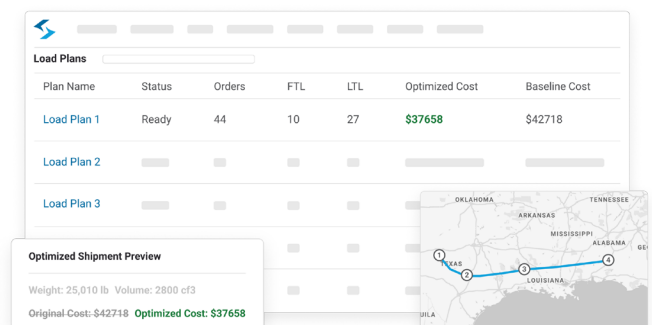 Load Plans
Plan Name Status Orders FTL LTL Optimized Cost Baseline Cost
Load Plan 1 Ready 44 10 27 $37658 $42718
Load Plan 2
Load Plan 3
Optimized Shipment Preview
Weight: 25,010 lb Volume: 2800 cf3
Original Cost: $42718 Optimized Cost: $37658
OKLAHOMA TENNESSEE
ARKANSAS
MISSISSIPPI
ALABAMA
GE
1
TEXAS
2
3
4
LOUISIANA
UILA